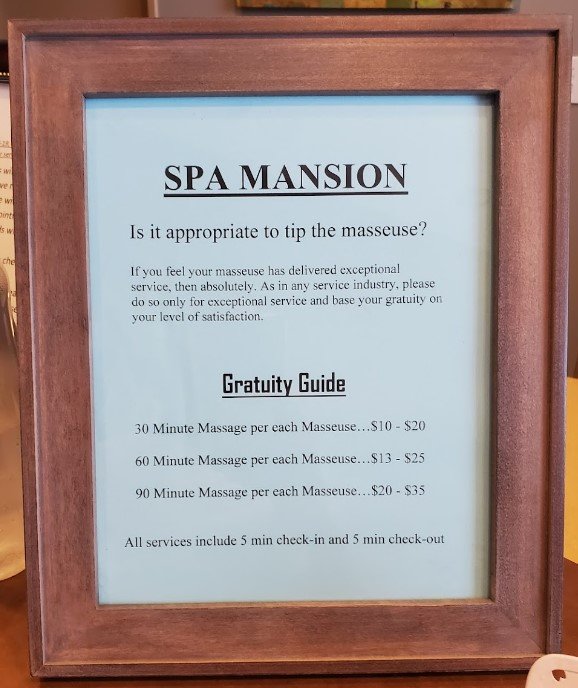 SPA MANSION
Is it appropriate to tip the masseuse?
If you feel your masseuse has delivered exceptional
service, then absolutely. As in any service industry, please
do so only for exceptional service and base your gratuity on
your level of satisfaction.
Gratuity Guide
30 Minute Massage per each Masseuse…$10 - $20
60 Minute Massage per each Masseuse…$13 - $25
90 Minute Massage per each Masseuse…$20 - $35
All services include 5 min check-in and 5 min check-out